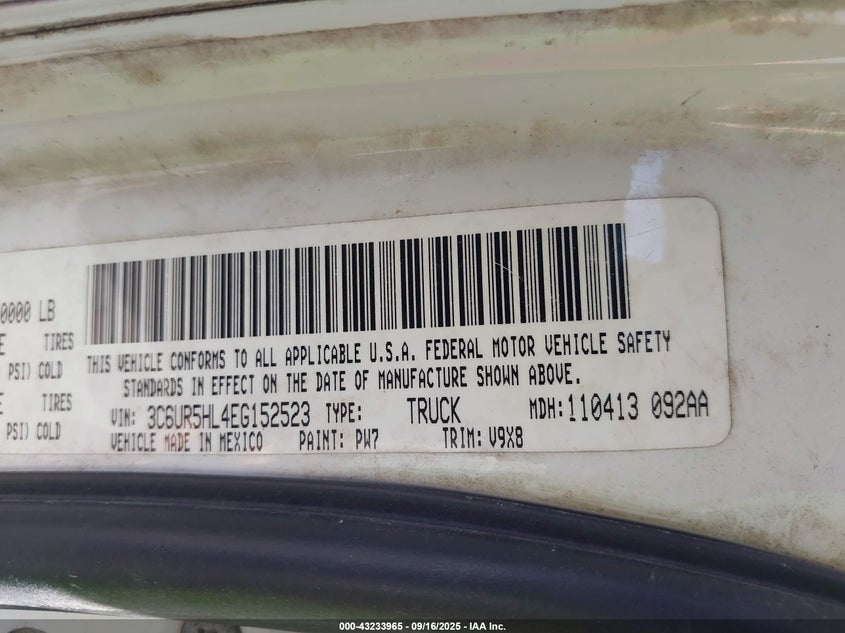 0000 LB
TIRES
PSI) COLD
TIRES
PSI) COLD
THIS VEHICLE CONFORMS TO ALL APPLICABLE U.S.A. FEDERAL MOTOR VEHICLE SAFETY
STANDARDS IN EFFECT ON THE DATE OF MANUFACTURE SHOWN ABOVE.
VIN: 3C6UR5HL4EG152523 TYPE: TRUCK MDH: 110413 092AA
VEHICLE MADE IN MEXICO PAINT: PW7 TRIM: V9X8
000-43233965 - 09/16/2025 - IAA Inc.